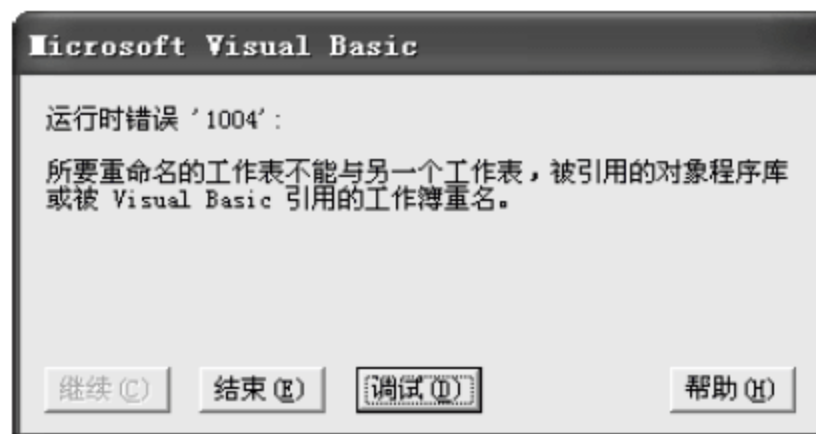 Microsoft Visual Basic
运行时错误 '1004':
所要重命名的工作表不能与另一个工作表，被引用的对象程序库
或被 Visual Basic 引用的工作簿重名。
继续(C) 结束(E) 调试(D) 帮助(H)